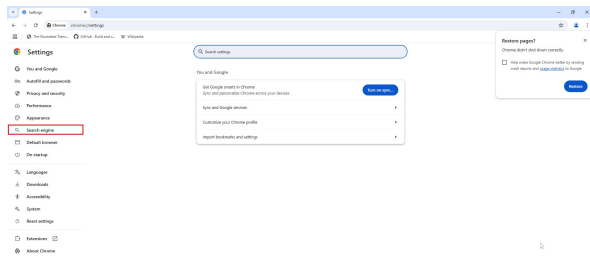 Settings
Chrome
chrome://settings
The Illustrated Trans...
GitHub · Build and s...
Wikipedia
Settings
Search settings
Restore pages?
Chrome didn't shut down correctly.
Help make Google Chrome better by sending
crash reports and usage statistics to Google.
Restore
You and Google
Autofill and passwords
Privacy and security
Performance
Appearance
Search engine
Default browser
On startup
Languages
Downloads
Accessibility
System
Reset settings
Extensions
About Chrome
You and Google
Get Google smarts in Chrome
Sync and personalize Chrome across your devices
Turn on sync...
Sync and Google services
Customize your Chrome profile
Import bookmarks and settings